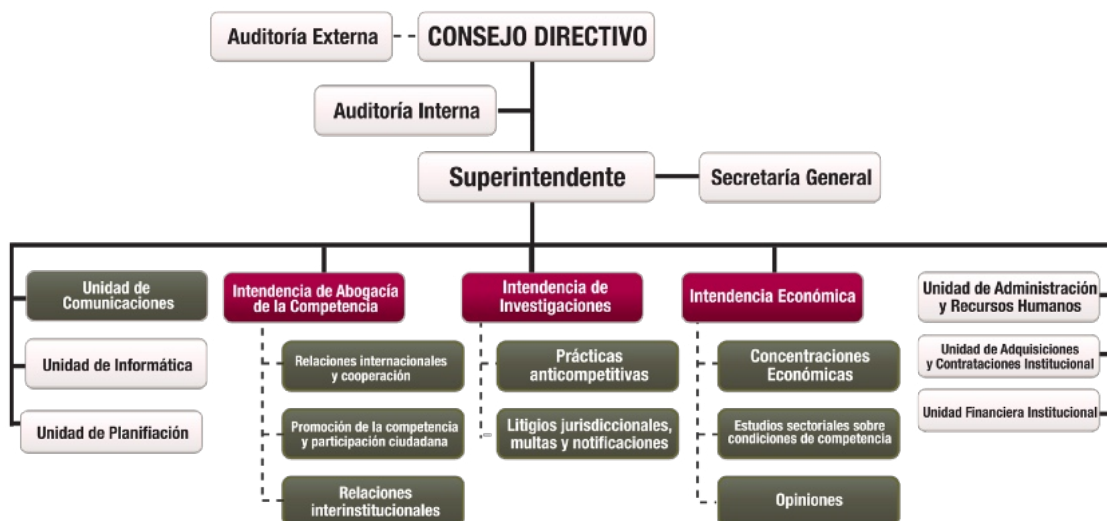 Auditoría Externa
CONSEJO DIRECTIVO
Auditoría Interna
Superintendente
Secretaría General
Unidad de
Comunicaciones
Unidad de Informática
Unidad de Planifiación
Intendencia de Abogacía
de la Competencia
Relaciones internacionales
y cooperación
Promoción de la competencia
y participación ciudadana
Relaciones
interinstitucionales
Intendencia de
Investigaciones
Prácticas
anticompetitivas
Litigios jurisdiccionales,
multas y notificaciones
Intendencia Económica
Concentraciones
Económicas
Estudios sectoriales sobre
condiciones de competencia
Opiniones
Unidad de Administración
y Recursos Humanos
Unidad de Adquisiciones
y Contrataciones Institucional
Unidad Financiera Institucional